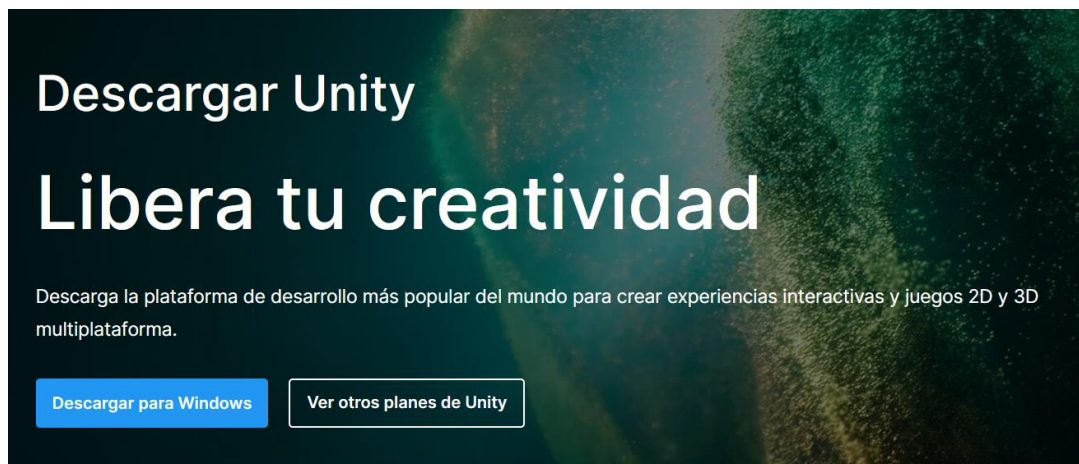 Descargar Unity
Libera tu creatividad
Descarga la plataforma de desarrollo más popular del mundo para crear experiencias interactivas y juegos 2D y 3D
multiplataforma.
Descargar para Windows
Ver otros planes de Unity